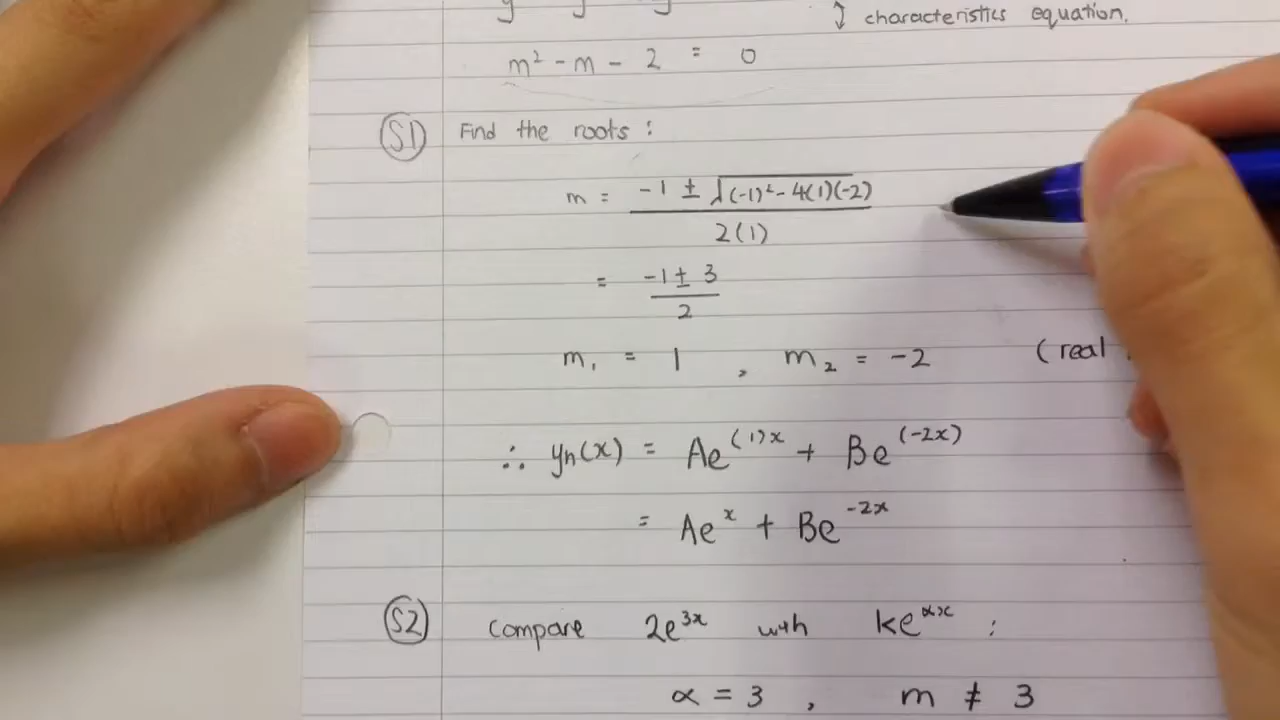 characteristics equation.
m² - m - 2 = 0
S1 Find the roots :
m = -1 ± √(-1)² - 4(1)(-2)
2(1)
= -1 ± 3
2
m₁ = 1 , m₂ = -2 (real
∴ yₕ(x) = Ae^(1)x + Be^(-2x)
= Ae^x + Be^-2x
S2 Compare 2e^3x with ke^αx :
α = 3 , m ≠ 3